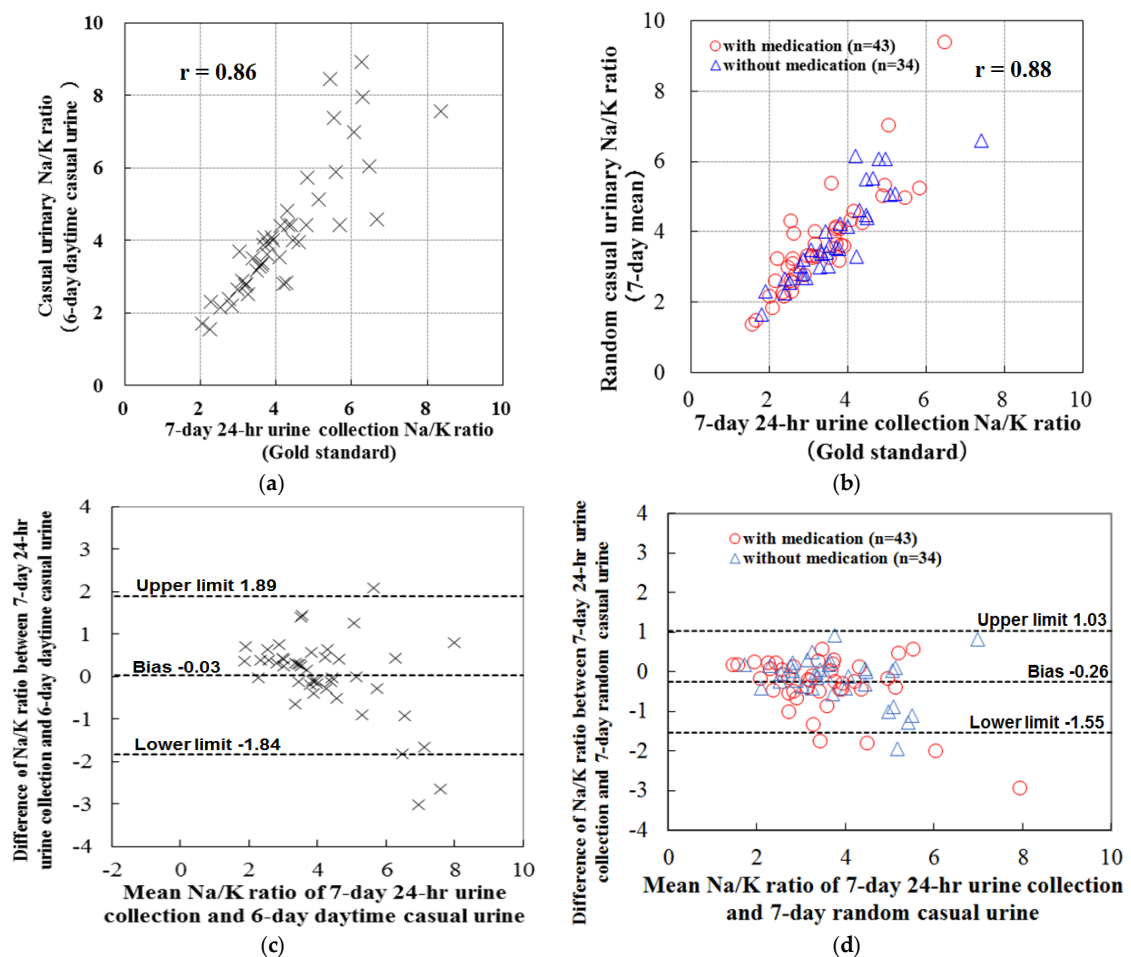 10
8
6
4
2
0
r = 0.86
Casual urinary Na/K ratio
(6-day daytime casual urine )
0 2 4 6 8 10
7-day 24-hr urine collection Na/K ratio
(Gold standard)
(a)
10
8
6
4
2
0
with medication (n=43)
without medication (n=34)
r = 0.88
Random casual urinary Na/K ratio
(7-day mean)
0 2 4 6 8 10
7-day 24-hr urine collection Na/K ratio
(Gold standard)
(b)
4
3
2
1
0
-1
-2
-3
-4
Upper limit 1.89
Bias -0.03
Lower limit -1.84
Difference of Na/K ratio between 7-day 24-hr
urine collection and 6-day daytime casual urine
-2 0 2 4 6 8 10
Mean Na/K ratio of 7-day 24-hr urine
collection and 6-day daytime casual urine
(c)
4
3
2
1
0
-1
-2
-3
-4
with medication (n=43)
without medication (n=34)
Upper limit 1.03
Bias -0.26
Lower limit -1.55
Difference of Na/K ratio between 7-day 24-hr urine
collection and 7-day random casual urine
0 2 4 6 8 10
Mean Na/K ratio of 7-day 24-hr urine collection
and 7-day random casual urine
(d)